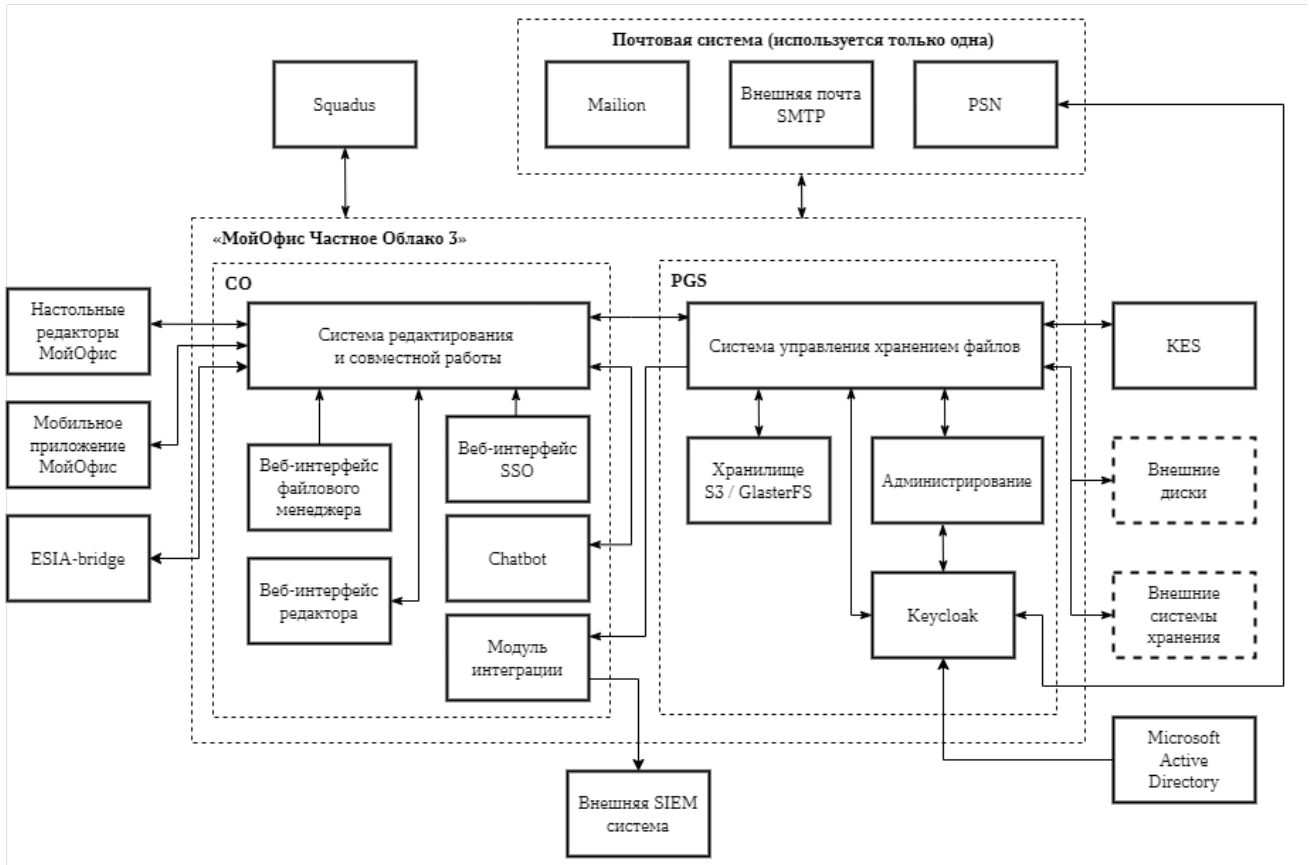 Почтовая система (используется только одна)
Squadus
Mailion
Внешняя почта
SMTP
PSN
«МойОфис Частное Облако 3»
CO
PGS
Настольные
редакторы
МойОфис
Система редактирования
и совместной работы
Система управления хранением файлов
KES
Мобильное
приложение
МойОфис
Веб-интерфейс
файлового
менеджера
Веб-интерфейс
SSO
Хранилище
S3 / GlasterFS
Администрирование
Внешние
диски
ESIA-bridge
Chatbot
Веб-интерфейс
редактора
Keycloak
Внешние
системы
хранения
Модуль
интеграции
Microsoft
Active
Directory
Внешняя SIEM
система